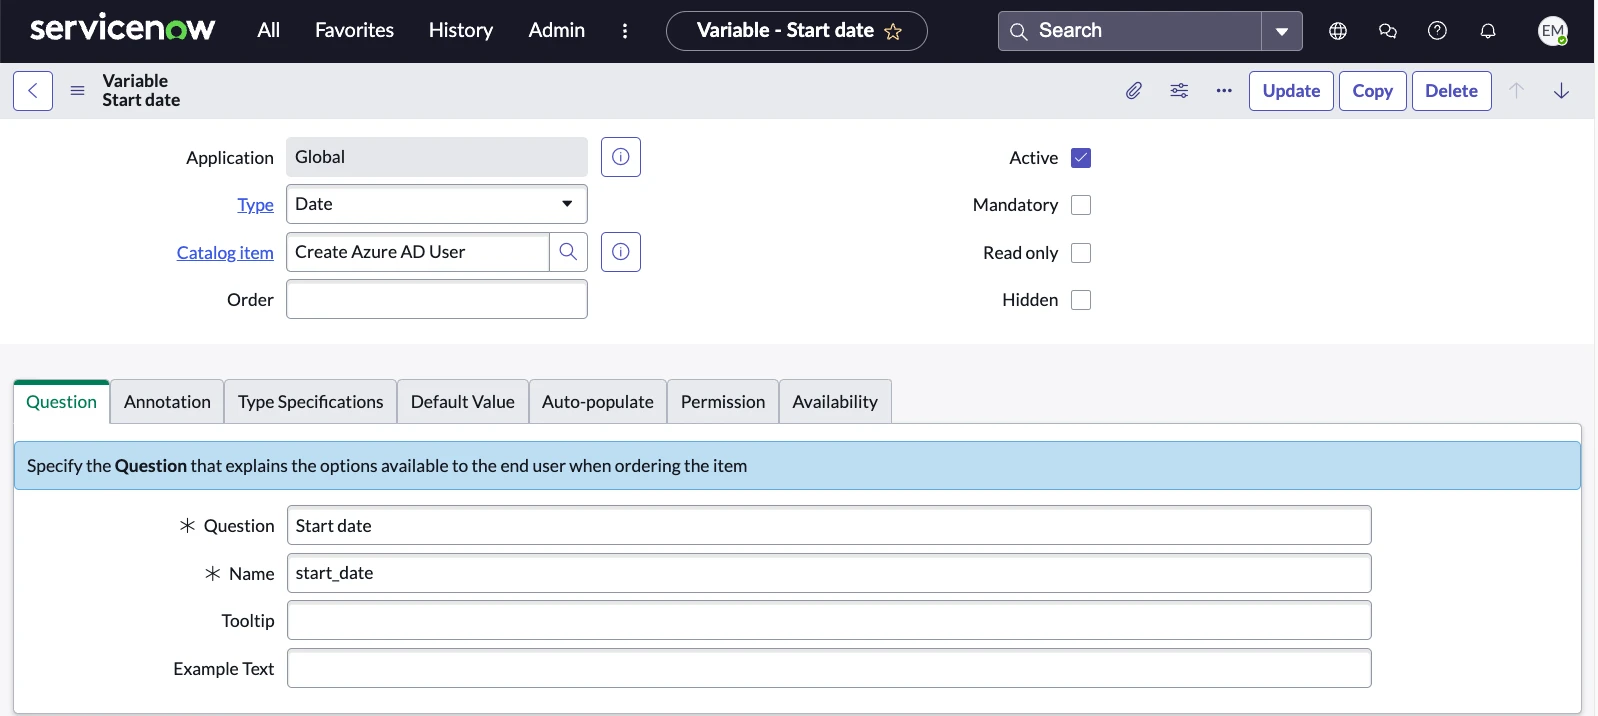 servicenow All Favorites History Admin Variable - Start date Search EM
Variable
Start date
Update Copy Delete
Application Global Active
Type Date Mandatory
Catalog item Create Azure AD User Read only
Order Hidden
Question Annotation Type Specifications Default Value Auto-populate Permission Availability
Specify the Question that explains the options available to the end user when ordering the item
Question Start date
Name start_date
Tooltip
Example Text